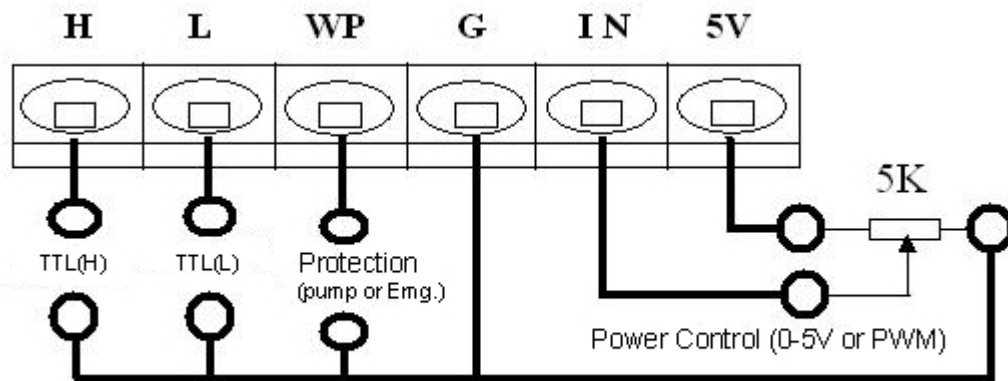 H L WP G I N 5V
5K
TTL(H) TTL(L) Protection
(pump or Emg.)
Power Control (0-5V or PWM)